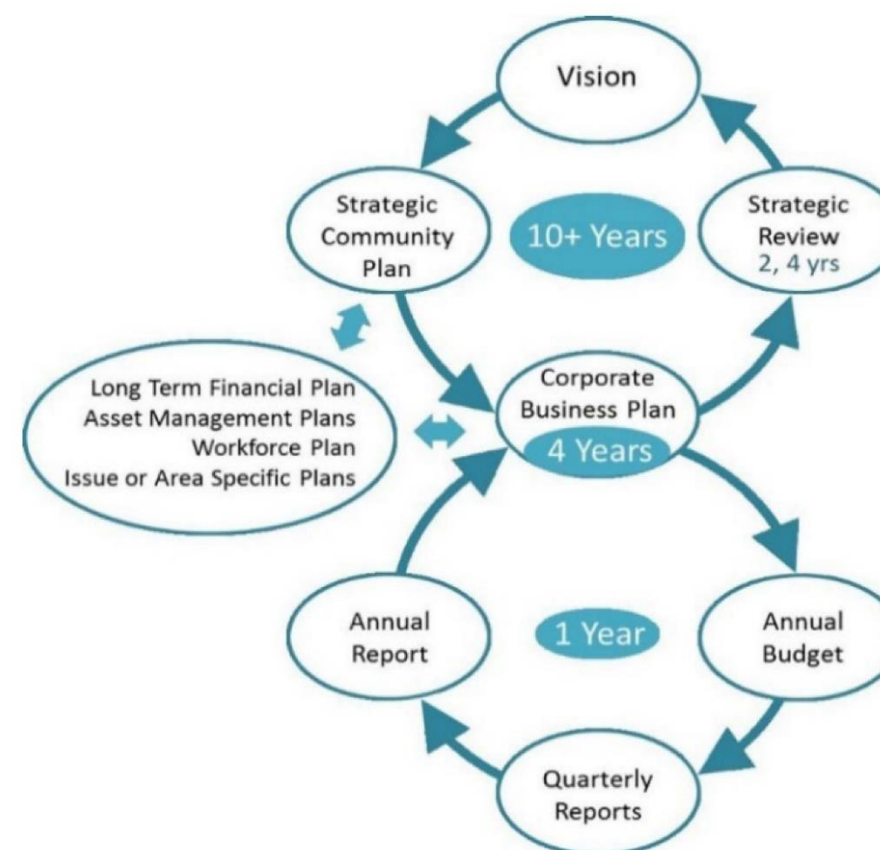 Vision
Strategic
Community
Plan
10+ Years
Strategic
Review
2, 4 yrs
Long Term Financial Plan
Asset Management Plans
Workforce Plan
Issue or Area Specific Plans
Corporate
Business Plan
4 Years
Annual
Report
1 Year
Annual
Budget
Quarterly
Reports